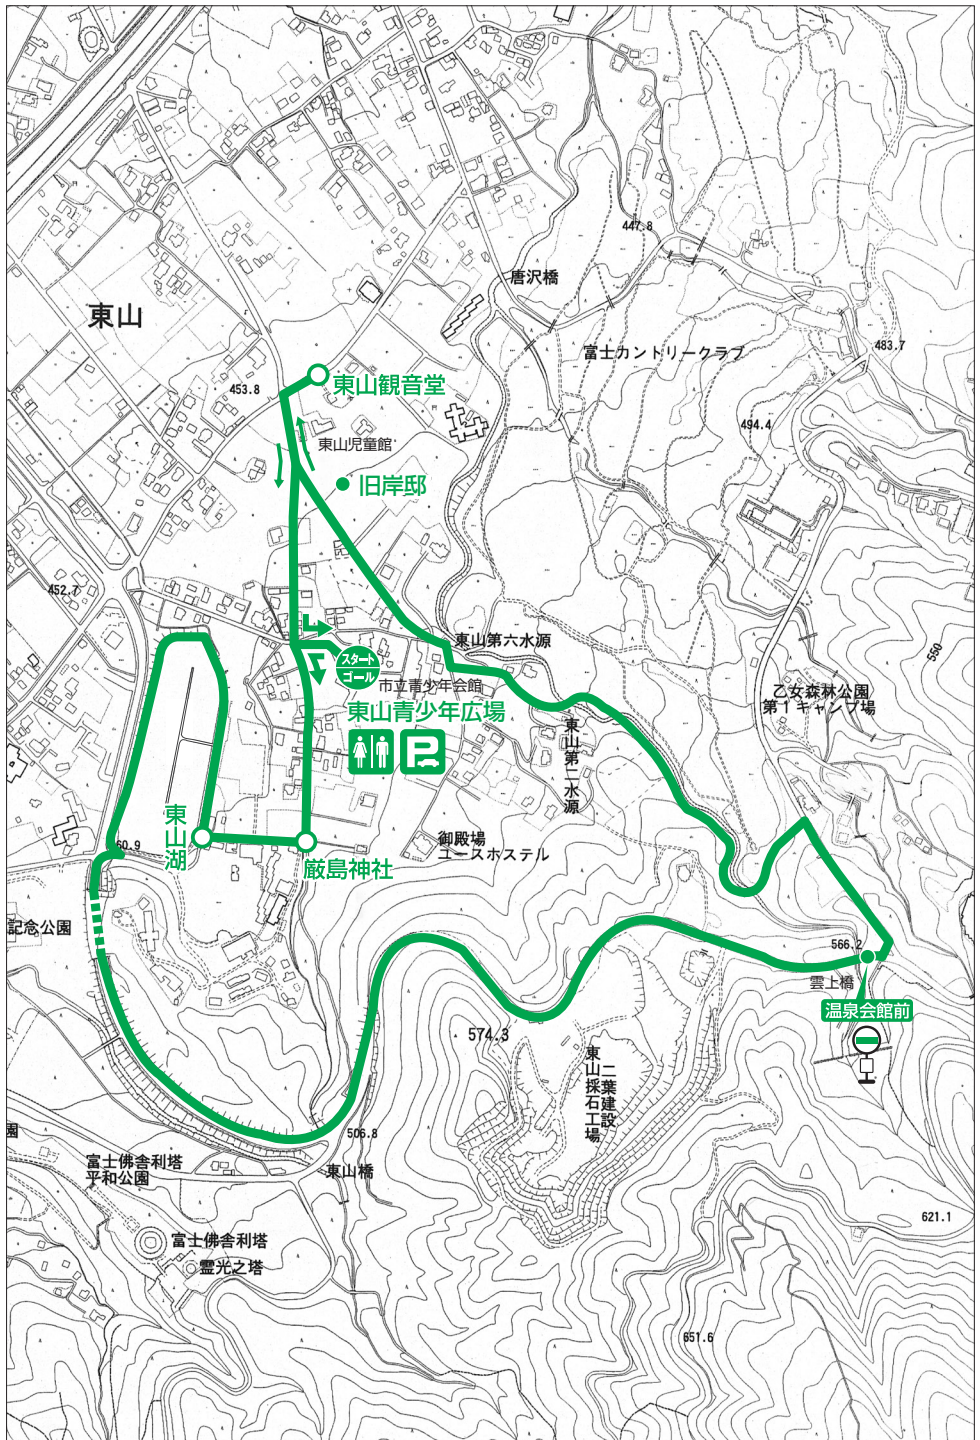 447.8
唐沢橋
東山
富士カントリークラブ
483.7
453.8
東山観音堂
494.4
東山児童館
旧岸邸
452.7
東山第六水源
スタート
ゴール
550
市立青少年会館
東山青少年広場
乙女森林公園
第1キャンプ場
P
東山第二水源
東山湖
60.9
御殿場
ユースホステル
厳島神社
記念公園
566.2
雲上橋
温泉会館前
574.3
二葉建設
東山採石工場
506.8
園
富士佛舎利塔
平和公園
東山橋
621.1
富士佛舎利塔
霊光之塔
651.6